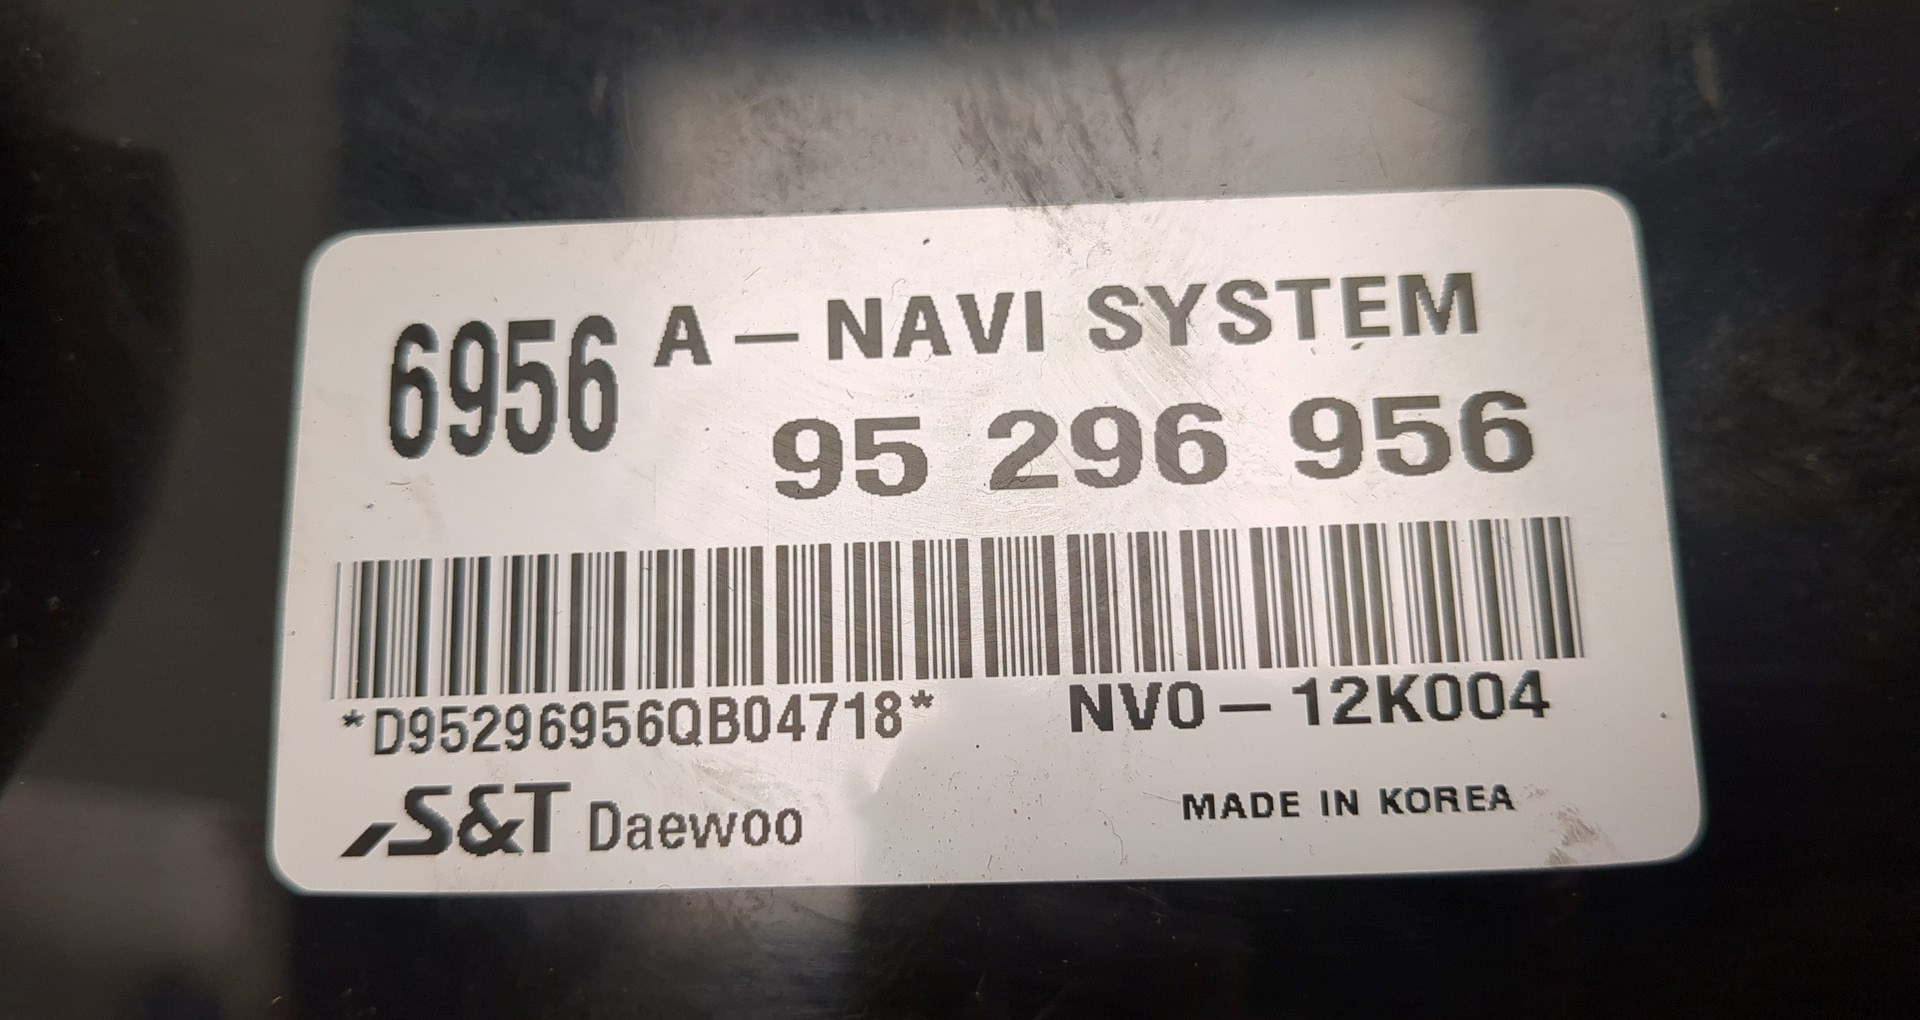 6956 A - NAVI SYSTEM
95 296 956
*D95296956QB04718* NV0-12K004
S&T Daewoo MADE IN KOREA